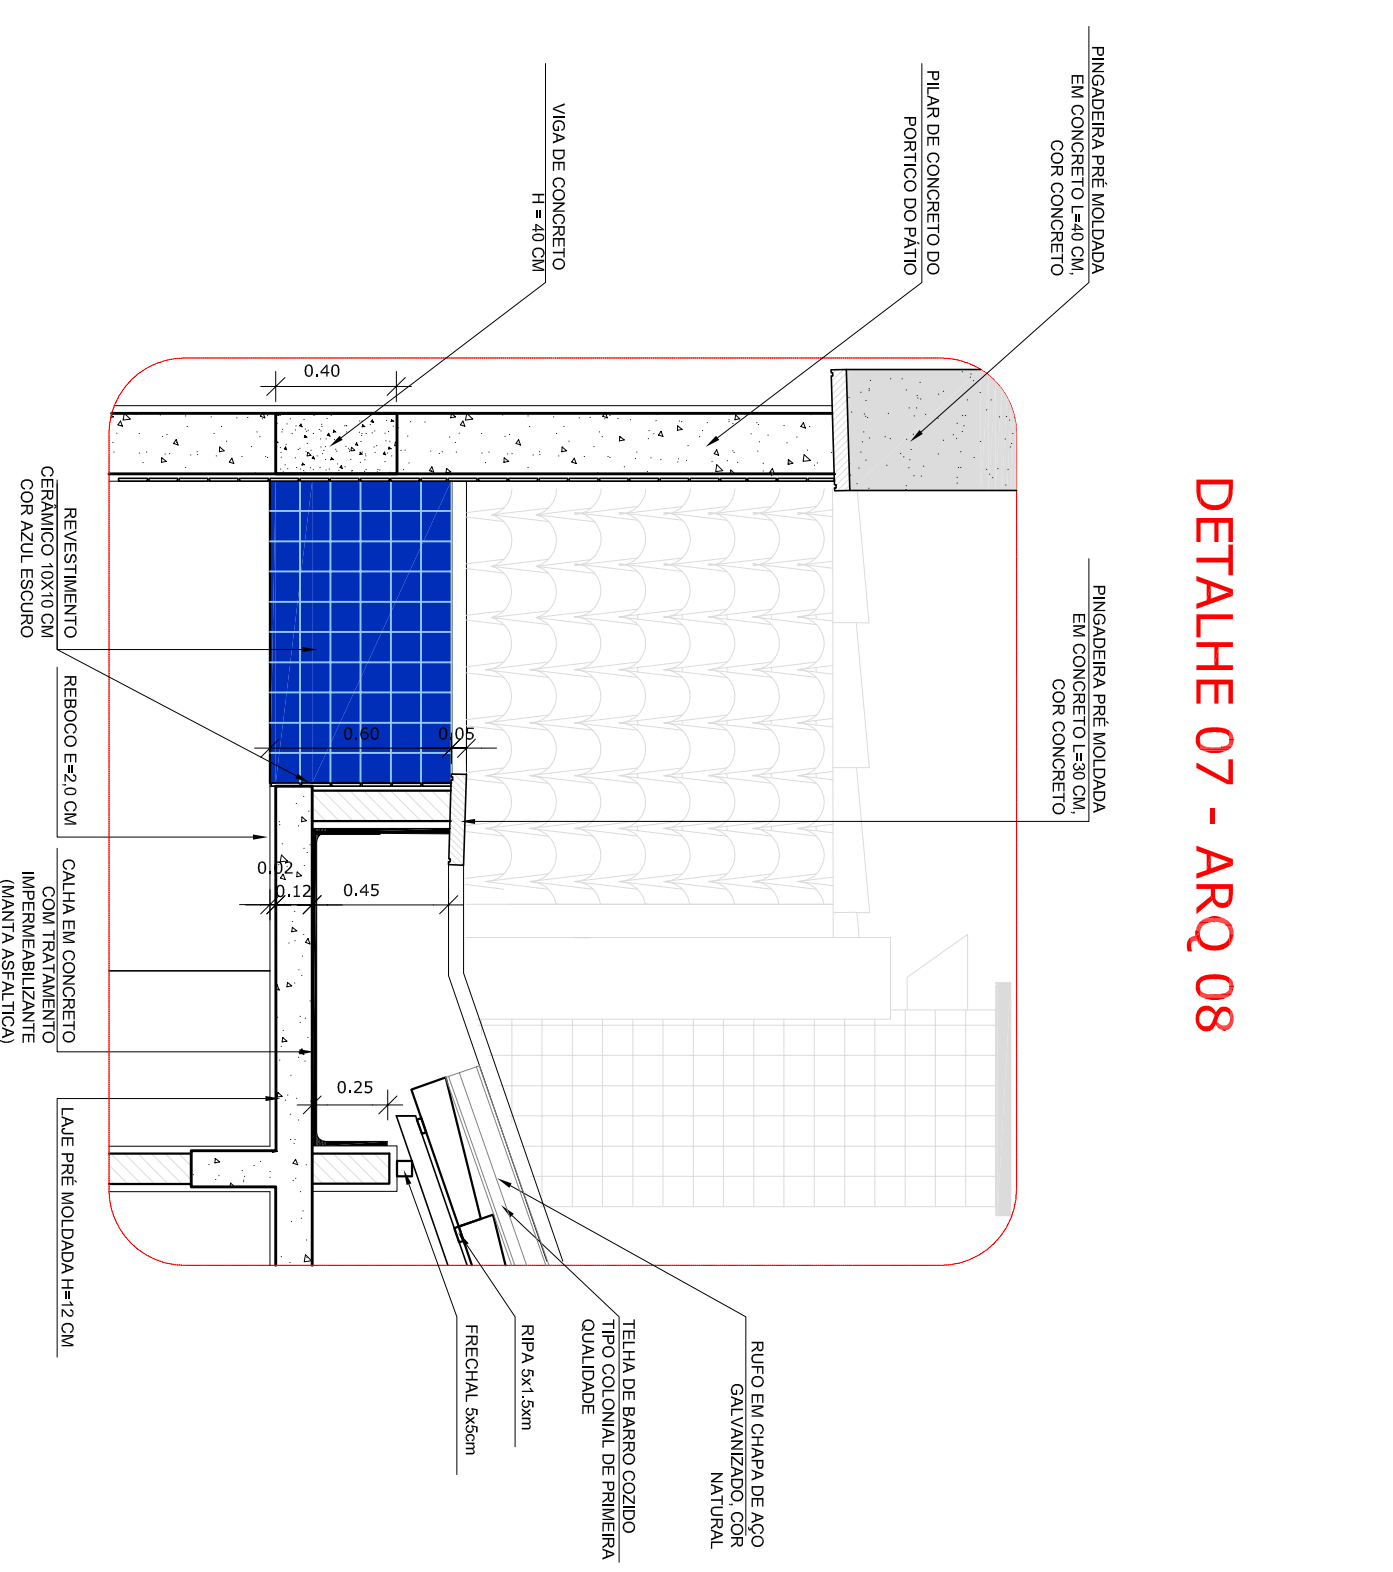 DETALHE 07 - ARQ 08
PINGADEIRA PRÉ MOLDADA
EM CONCRETO L=40 CM,
COR CONCRETO
PILAR DE CONCRETO DO
PORTICO DO PÁTIO
VIGA DE CONCRETO
H = 40 CM
PINGADEIRA PRÉ MOLDADA
EM CONCRETO L=30 CM,
COR CONCRETO
0.40
0.60
0.05
0.02
0.12
0.45
0.25
REVESTIMENTO
CERÂMICO 10X10 CM
COR AZUL ESCURO
REBOCO E=2,0 CM
CALHA EM CONCRETO
COM TRATAMENTO
IMPERMEABILIZANTE
(MANTA ASFALTICA)
LAJE PRÉ MOLDADA H=12 CM
RUFO EM CHAPA DE AÇO
GALVANIZADO, COR
NATURAL
TELHA DE BARRO COZIDO
TIPO COLONIAL DE PRIMEIRA
QUALIDADE
RIPA 5x1.5xm
FRECHAL 5x5cm